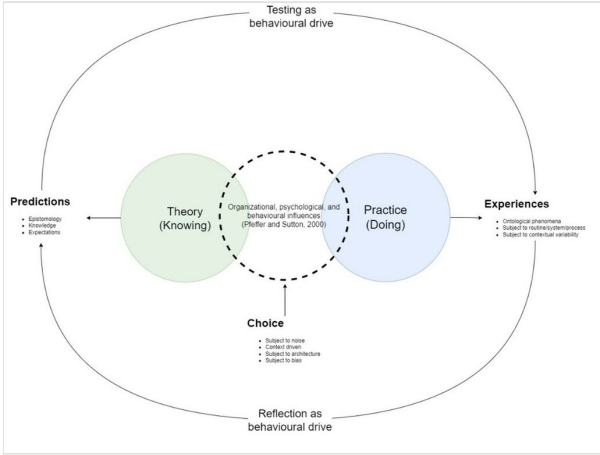 Testing as
behavioural drive
Predictions
Epistomology
Knowledge
Expectations
Theory
(Knowing)
Organizational, psychological, and
behavioural influences
(Pfeffer and Sutton, 2000)
Practice
(Doing)
Experiences
Ontological phenomena
Subject to routine/system/process
Subject to contextual variability
Choice
Subject to noise
Context driven
Subject to architecture
Subject to bias
Reflection as
behavioural drive